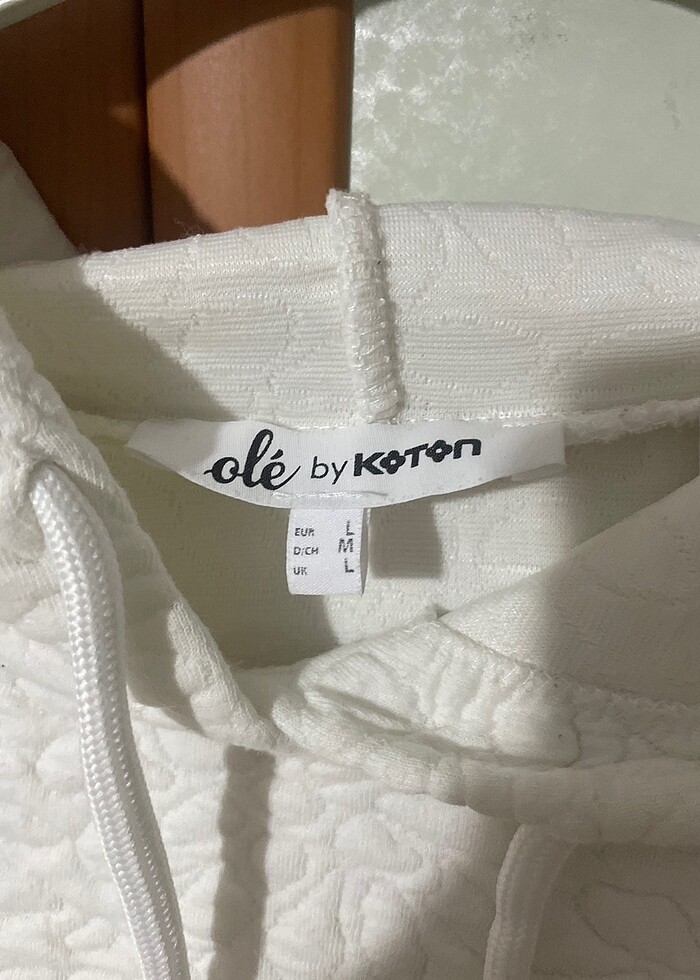 olé by KOTON
EUR L
D/CH M
UK L